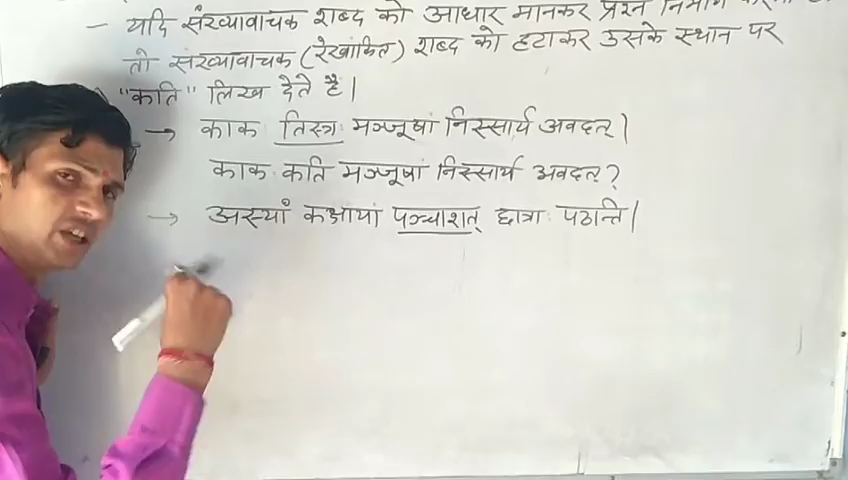 - यदि संख्यावाचक शब्द को आधार मानकर प्रश्न निर्माण
तो संख्यावाचक (रेखांकित) शब्द को हटाकर उसके स्थान पर
"कति" लिख देते हैं।
→ काक तिस्त्रः मञ्जूषां निस्सार्य अवदत्।
काकः कति मञ्जूषां निस्सार्य अवदत्?
→ अस्यां कक्षायां पञ्चाशत् छात्राः पठन्ति।